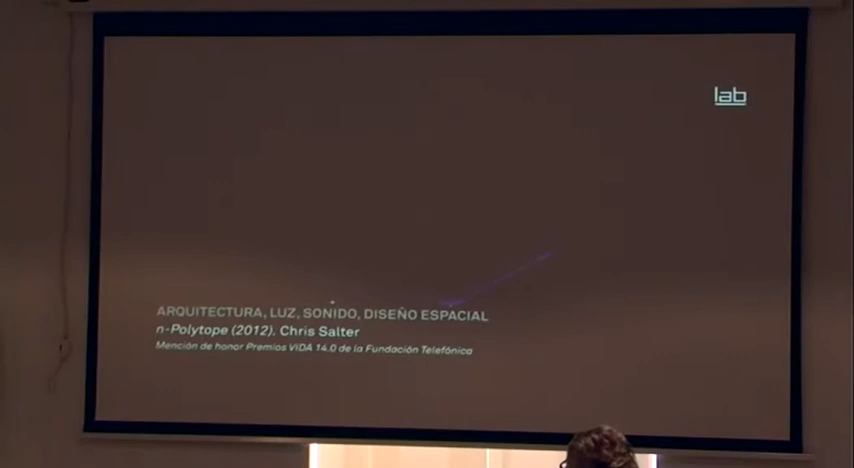 lab
ARQUITECTURA, LUZ, SONIDO, DISEÑO ESPACIAL
n-Polytope (2012). Chris Salter
Mención de honor Premios VIDA 14.0 de la Fundación Telefónica